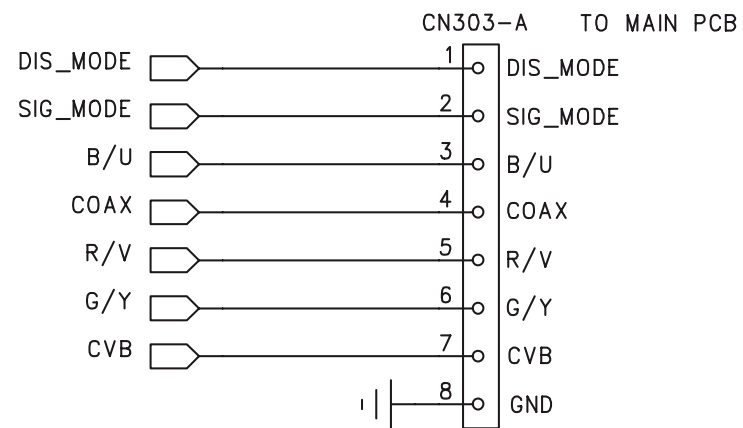 CN303-A TO MAIN PCB
DIS_MODE 1 DIS_MODE
SIG_MODE 2 SIG_MODE
B/U 3 B/U
COAX 4 COAX
R/V 5 R/V
G/Y 6 G/Y
CVB 7 CVB
8 GND